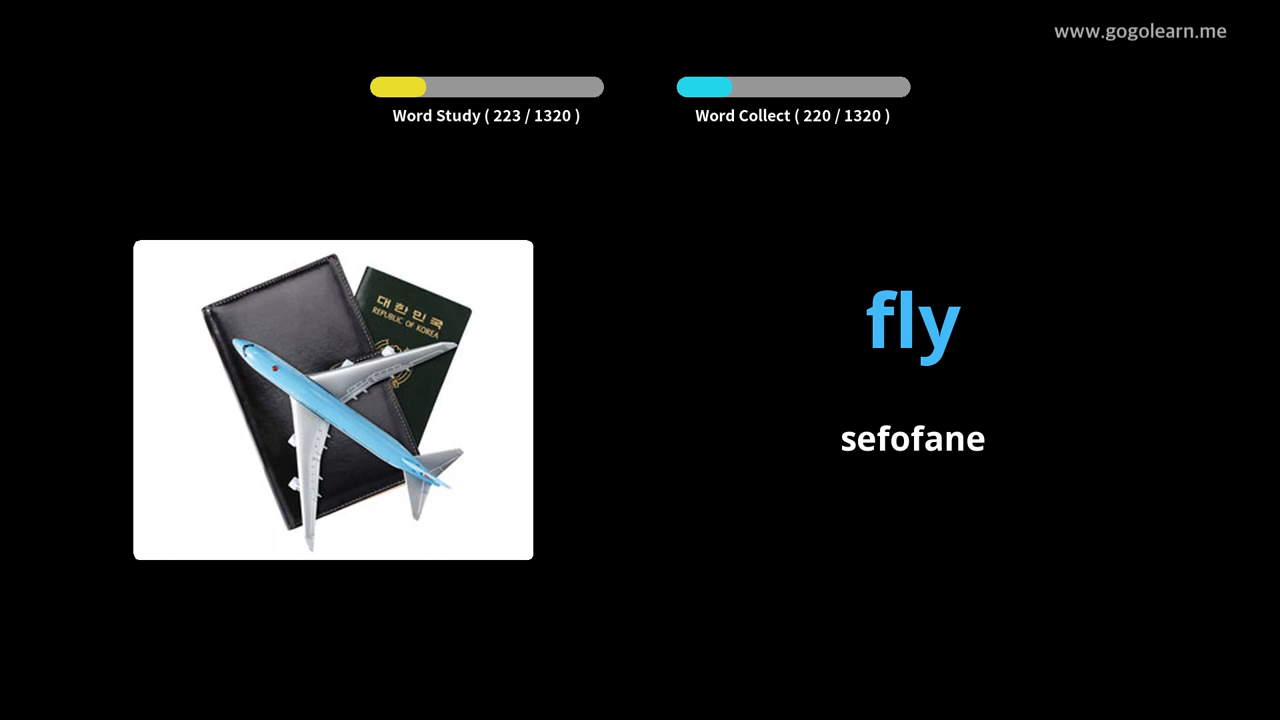 www.gogolearn.me
Word Study ( 223 / 1320 )
Word Collect ( 220 / 1320 )
대한민국
REPUBLIC OF KOREA
fly
sefofane